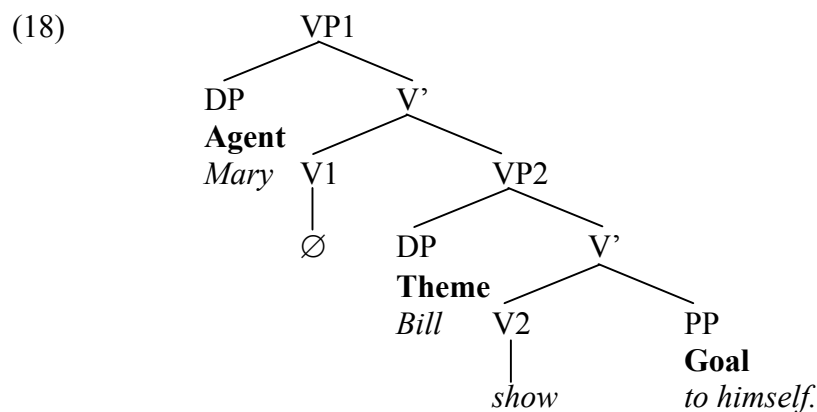 (18) VP1
DP V’
Agent
Mary V1 VP2
∅ DP V’
Theme
Bill V2 PP
Goal
show to himself.